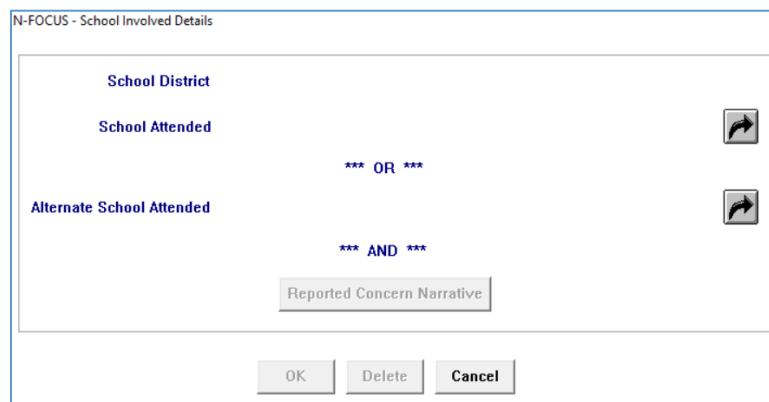 N-FOCUS - School Involved Details
School District
School Attended
*** OR ***
Alternate School Attended
*** AND ***
Reported Concern Narrative
OK Delete Cancel